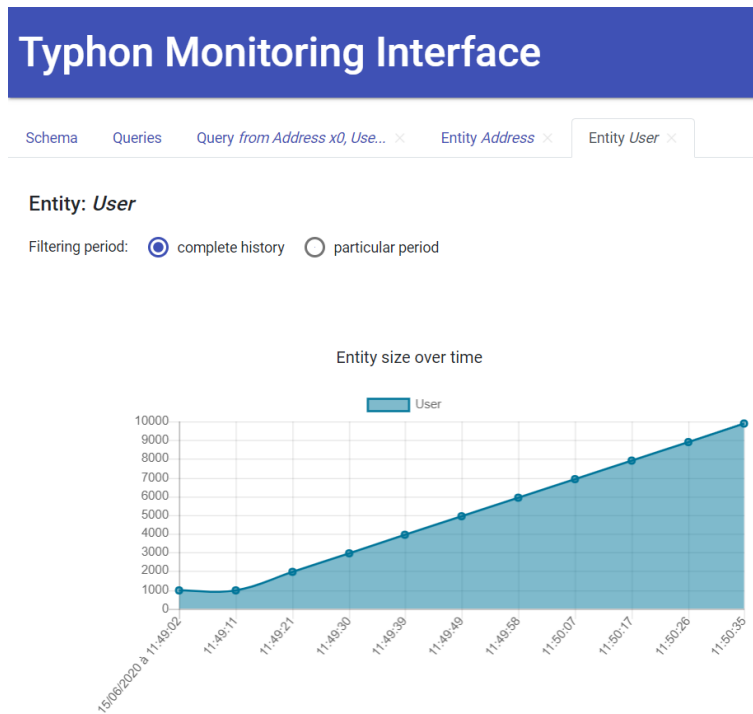 Typhon Monitoring Interface
Schema Queries Query from Address x0, Use... × Entity Address × Entity User ×
Entity: User
Filtering period: complete history particular period
Entity size over time
User
10000
9000
8000
7000
6000
5000
4000
3000
2000
1000
0
15/06/2020 à 11:49:02 11:49:11 11:49:21 11:49:30 11:49:39 11:49:49 11:49:58 11:50:07 11:50:17 11:50:26 11:50:35